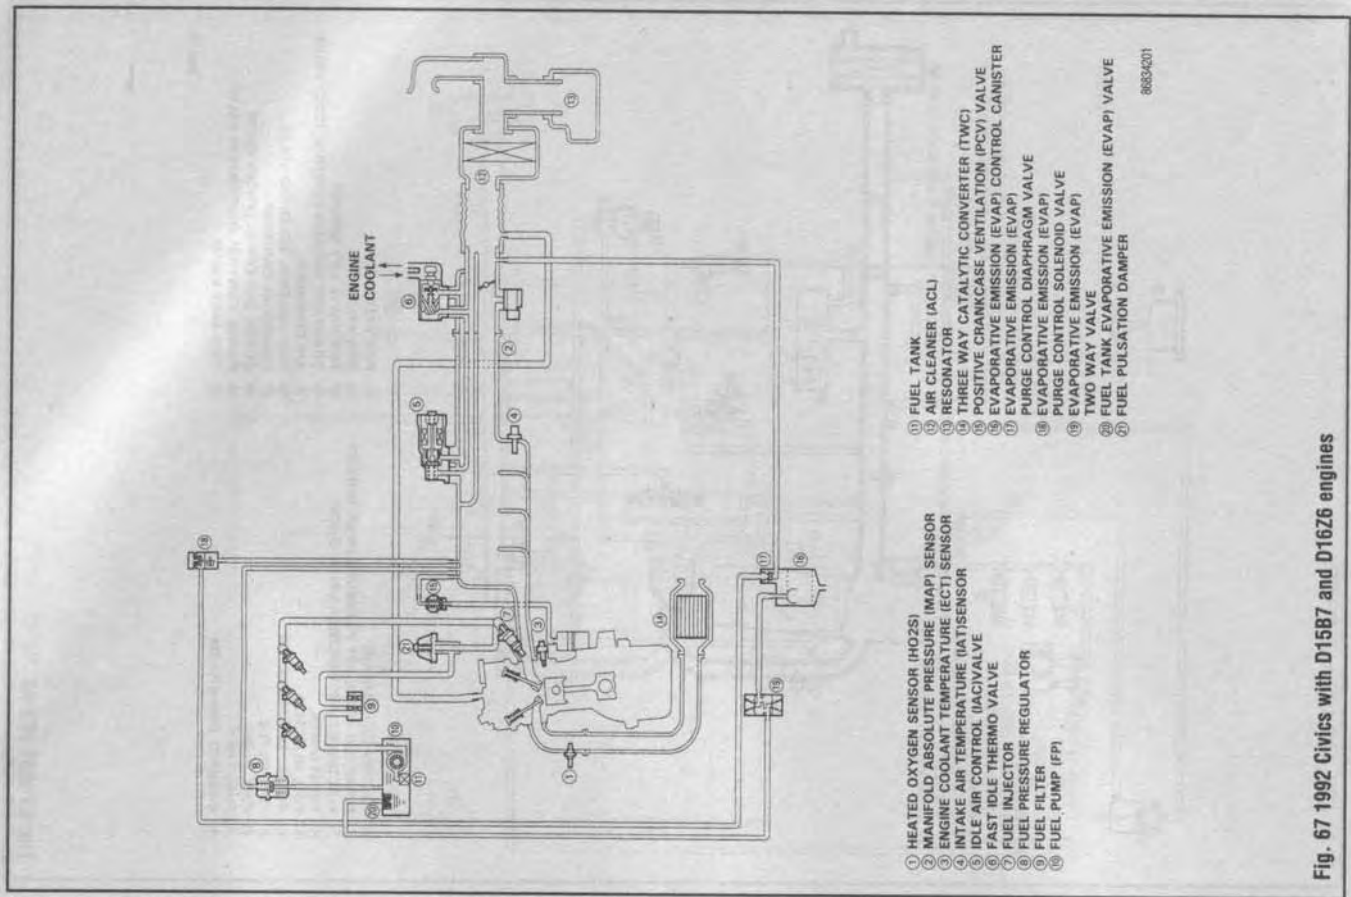 ENGINE
COOLANT
① HEATED OXYGEN SENSOR (HO2S)
② MANIFOLD ABSOLUTE PRESSURE (MAP) SENSOR
③ ENGINE COOLANT TEMPERATURE (ECT) SENSOR
④ INTAKE AIR TEMPERATURE (IAT)SENSOR
⑤ IDLE AIR CONTROL (IAC)VALVE
⑥ FAST IDLE THERMO VALVE
⑦ FUEL INJECTOR
⑧ FUEL PRESSURE REGULATOR
⑨ FUEL FILTER
⑩ FUEL PUMP (FP)
⑪ FUEL TANK
⑫ AIR CLEANER (ACL)
⑬ RESONATOR
⑭ THREE WAY CATALYTIC CONVERTER (TWC)
⑮ POSITIVE CRANKCASE VENTILATION (PCV) VALVE
⑯ EVAPORATIVE EMISSION (EVAP) CONTROL CANISTER
⑰ EVAPORATIVE EMISSION (EVAP)
PURGE CONTROL DIAPHRAGM VALVE
⑱ EVAPORATIVE EMISSION (EVAP)
PURGE CONTROL SOLENOID VALVE
⑲ EVAPORATIVE EMISSION (EVAP)
TWO WAY VALVE
⑳ FUEL TANK EVAPORATIVE EMISSION (EVAP) VALVE
㉑ FUEL PULSATION DAMPER
86834201
Fig. 67 1992 Civics with D15B7 and D16Z6 engines